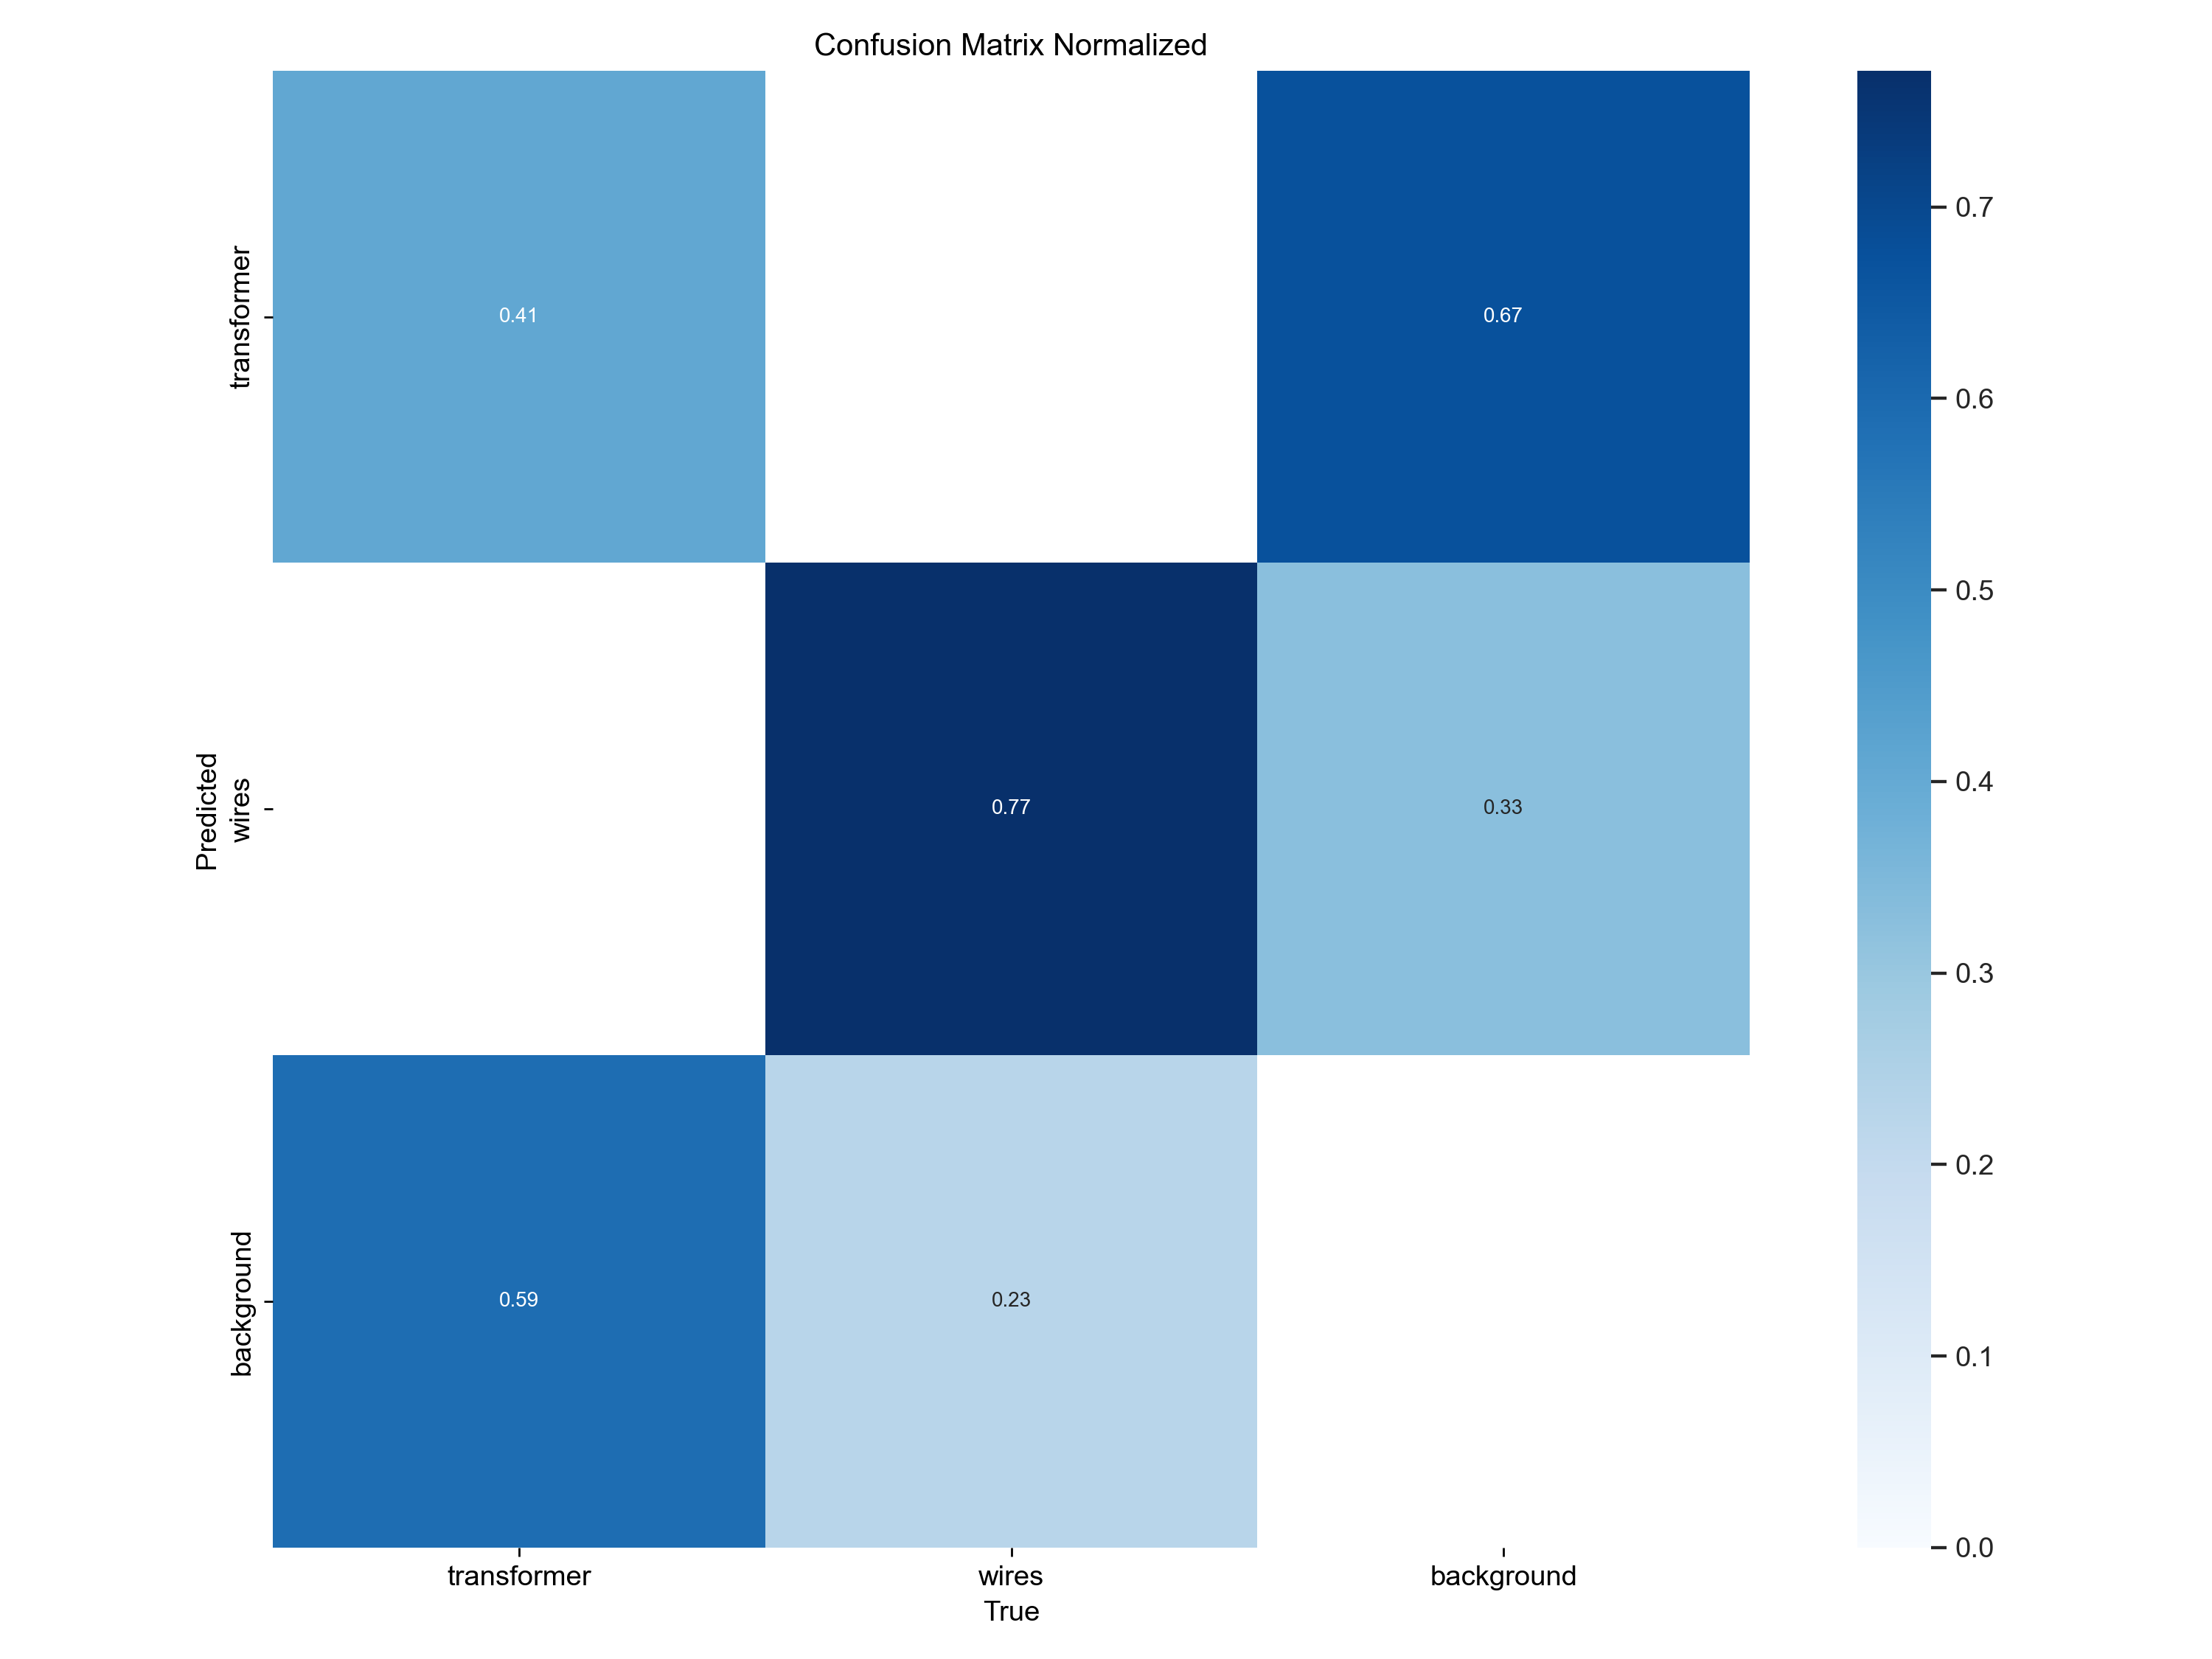 Confusion Matrix Normalized
transformer
0.41
0.67
0.7
0.6
0.5
0.4
Predicted
wires
0.77
0.33
0.3
0.2
0.1
0.0
background
0.59
0.23
transformer
wires
background
True